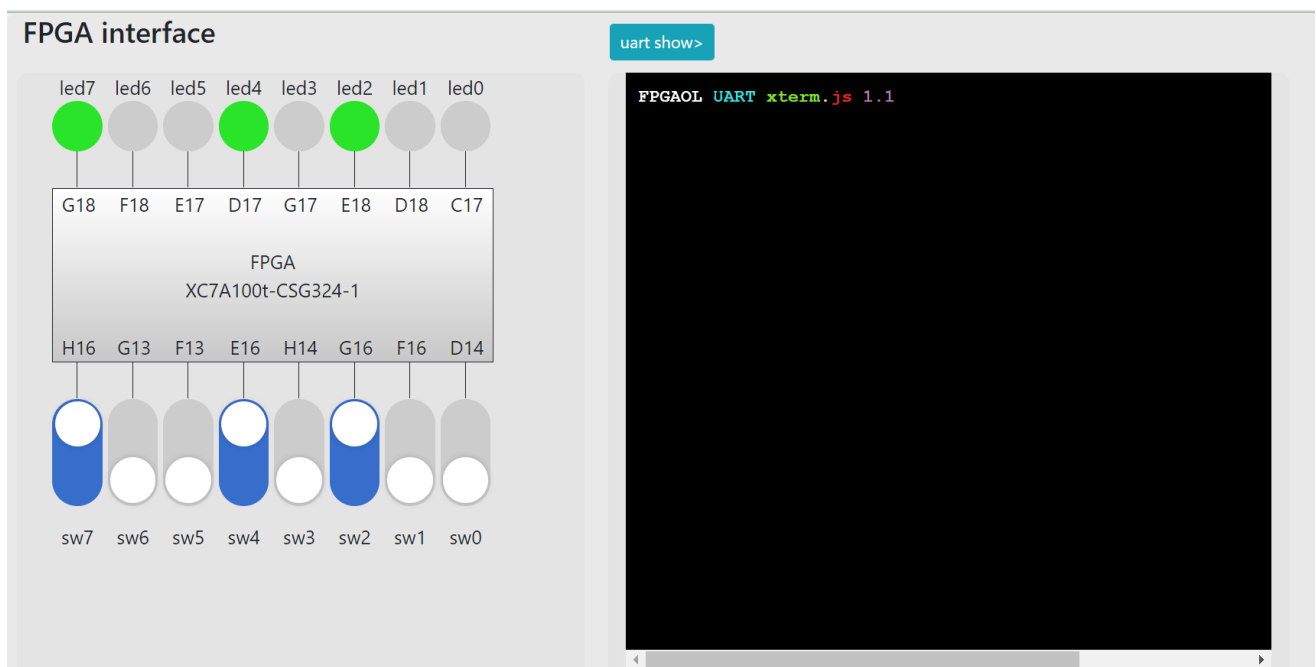 FPGA interface
uart show>
led7 led6 led5 led4 led3 led2 led1 led0
FPGAOL UART xterm.js 1.1
G18 F18 E17 D17 G17 E18 D18 C17
FPGA
XC7A100t-CSG324-1
H16 G13 F13 E16 H14 G16 F16 D14
sw7 sw6 sw5 sw4 sw3 sw2 sw1 sw0